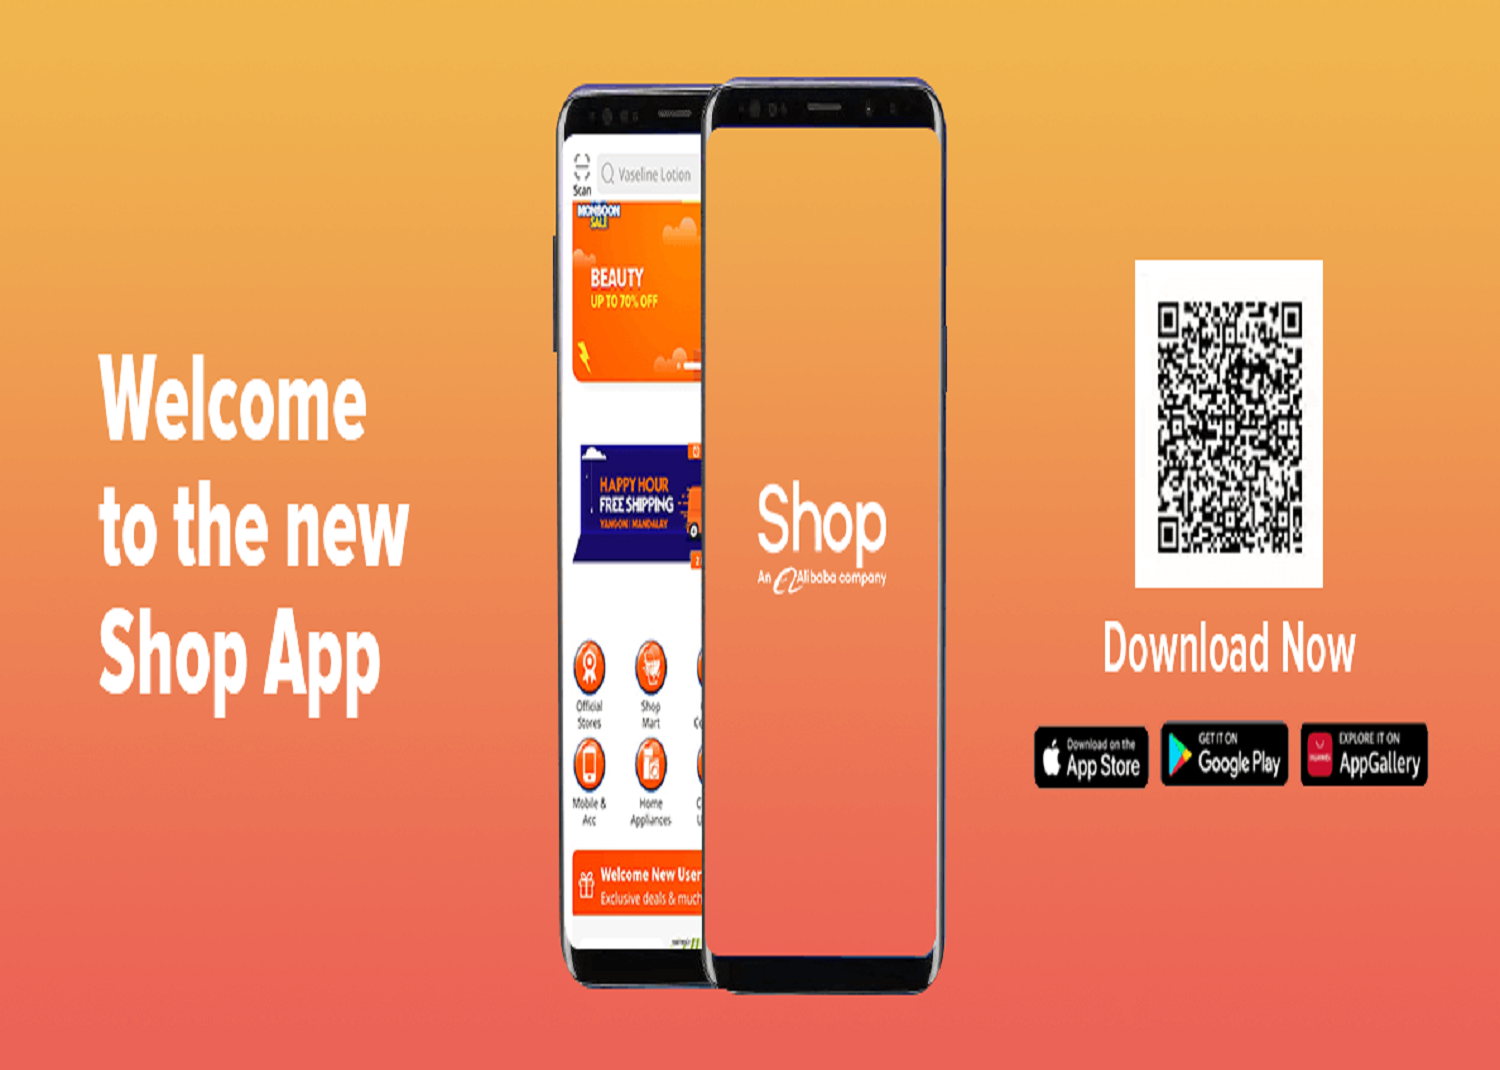 Welcome
to the new
Shop App
Scan
Vaseline Lotion
MONSOON
SALE
BEAUTY
UP TO 70% OFF
HAPPY HOUR
FREE SHIPPING
YANGON | MANDALAY
Official
Stores
Shop
Mart
Mobile &
Acc
Home
Appliances
Welcome New User
Exclusive deals & much
Shop
An Alibaba company
Download Now
Download on the
App Store
GET IT ON
Google Play
HUAWEI
EXPLORE IT ON
AppGallery